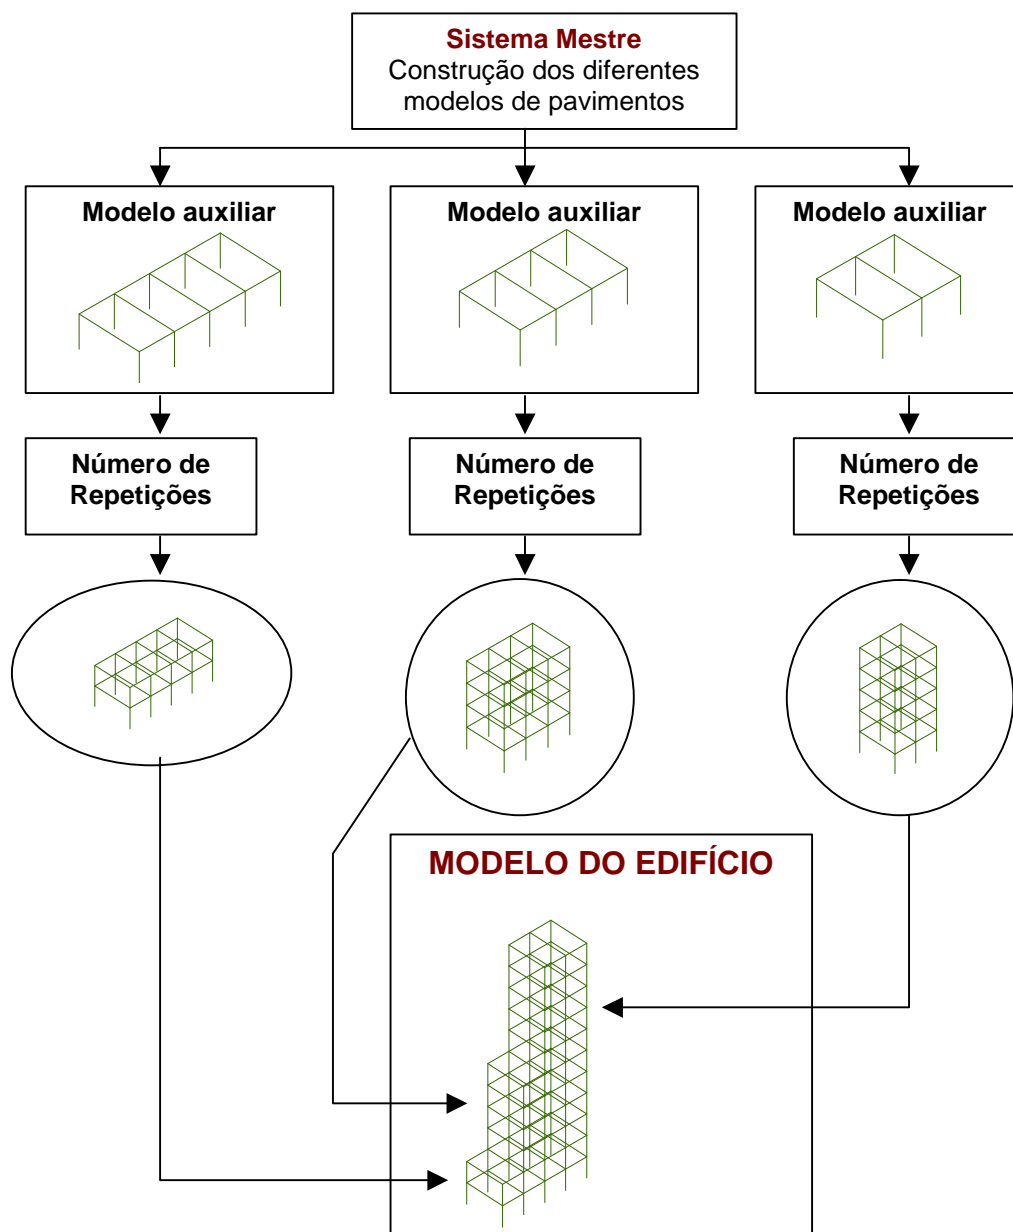 Sistema Mestre
Construção dos diferentes
modelos de pavimentos
Modelo auxiliar
Modelo auxiliar
Modelo auxiliar
Número de
Repetições
Número de
Repetições
Número de
Repetições
MODELO DO EDIFÍCIO